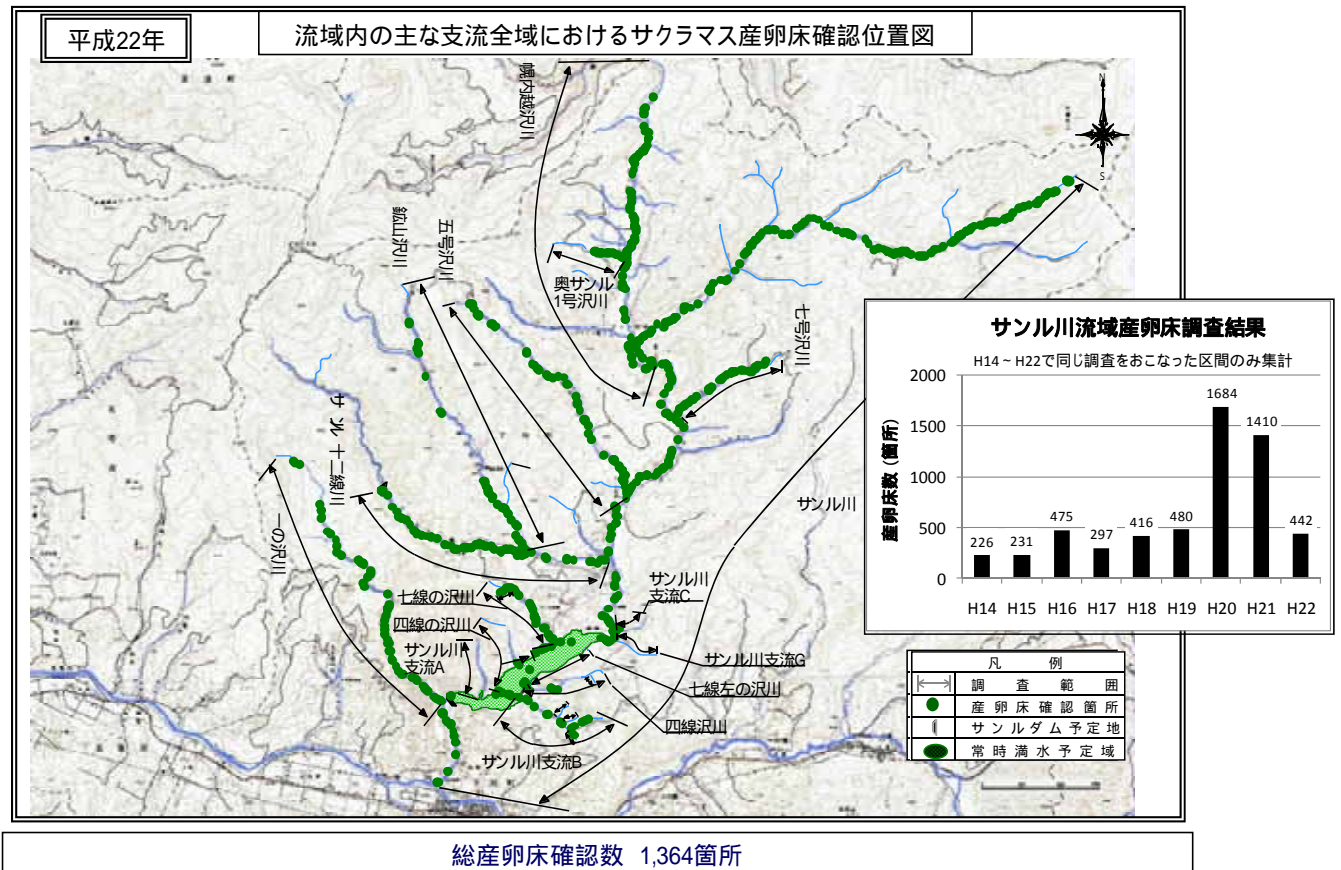 平成22年
流域内の主な支流全域におけるサクラマス産卵床確認位置図
幌内越沢川
N
S
鉱山沢川
五号沢川
奥サンル
1号沢川
七号沢川
サンル十二線川
一の沢川
サンル川
七線の沢川
四線の沢川
サンル川
支流A
サンル川
支流C
サンル川支流G
七線左の沢川
四線沢川
サンル川支流B
サンル川流域産卵床調査結果
H14~H22で同じ調査をおこなった区間のみ集計
産卵床数(箇所)
2000
1500
1000
500
0
226
231
475
297
416
480
1684
1410
442
H14 H15 H16 H17 H18 H19 H20 H21 H22
凡例
調査範囲
産卵床確認箇所
サンルダム予定地
常時満水予定域
総産卵床確認数 1,364箇所